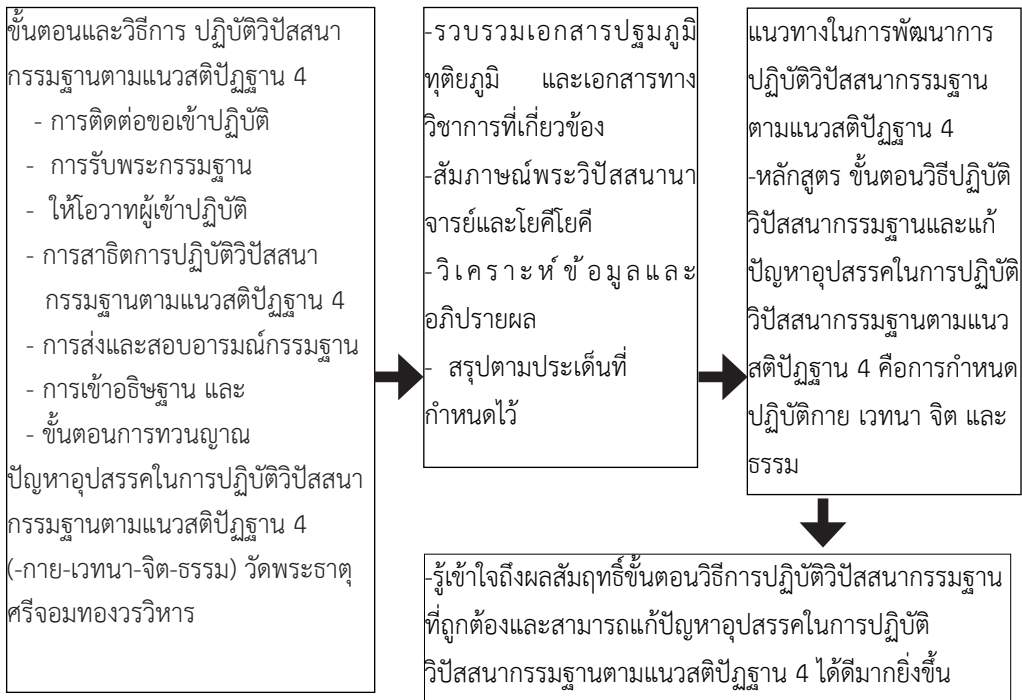 ขั้นตอนและวิธีการ ปฏิบัติวิปัสสนา
กรรมฐานตามแนวสติปัฏฐาน 4
- การติดต่อขอเข้าปฏิบัติ
- การรับพระกรรมฐาน
- ให้โอวาทผู้เข้าปฏิบัติ
- การสาธิตการปฏิบัติวิปัสสนา
กรรมฐานตามแนวสติปัฏฐาน 4
- การส่งและสอบอารมณ์กรรมฐาน
- การเข้าอธิษฐาน และ
- ขั้นตอนการทวนญาณ
ปัญหาอุปสรรคในการปฏิบัติวิปัสสนา
กรรมฐานตามแนวสติปัฏฐาน 4
(-กาย-เวทนา-จิต-ธรรม) วัดพระธาตุ
ศรีจอมทองวรวิหาร
-รวบรวมเอกสารปฐมภูมิ
ทุติยภูมิ และเอกสารทาง
วิชาการที่เกี่ยวข้อง
-สัมภาษณ์พระวิปัสสนานา
จารย์และโยคีโยคี
-วิเคราะห์ข้อมูลและ
อภิปรายผล
- สรุปตามประเด็นที่
กำหนดไว้
แนวทางในการพัฒนาการ
ปฏิบัติวิปัสสนากรรมฐาน
ตามแนวสติปัฏฐาน 4
-หลักสูตร ขั้นตอนวิธีปฏิบัติ
วิปัสสนากรรมฐานและแก้
ปัญหาอุปสรรคในการปฏิบัติ
วิปัสสนากรรมฐานตามแนว
สติปัฏฐาน 4 คือการกำหนด
ปฏิบัติกาย เวทนา จิต และ
ธรรม
-รู้เข้าใจถึงผลสัมฤทธิ์ขั้นตอนวิธีการปฏิบัติวิปัสสนากรรมฐาน
ที่ถูกต้องและสามารถแก้ปัญหาอุปสรรคในการปฏิบัติ
วิปัสสนากรรมฐานตามแนวสติปัฏฐาน 4 ได้ดีมากยิ่งขึ้น